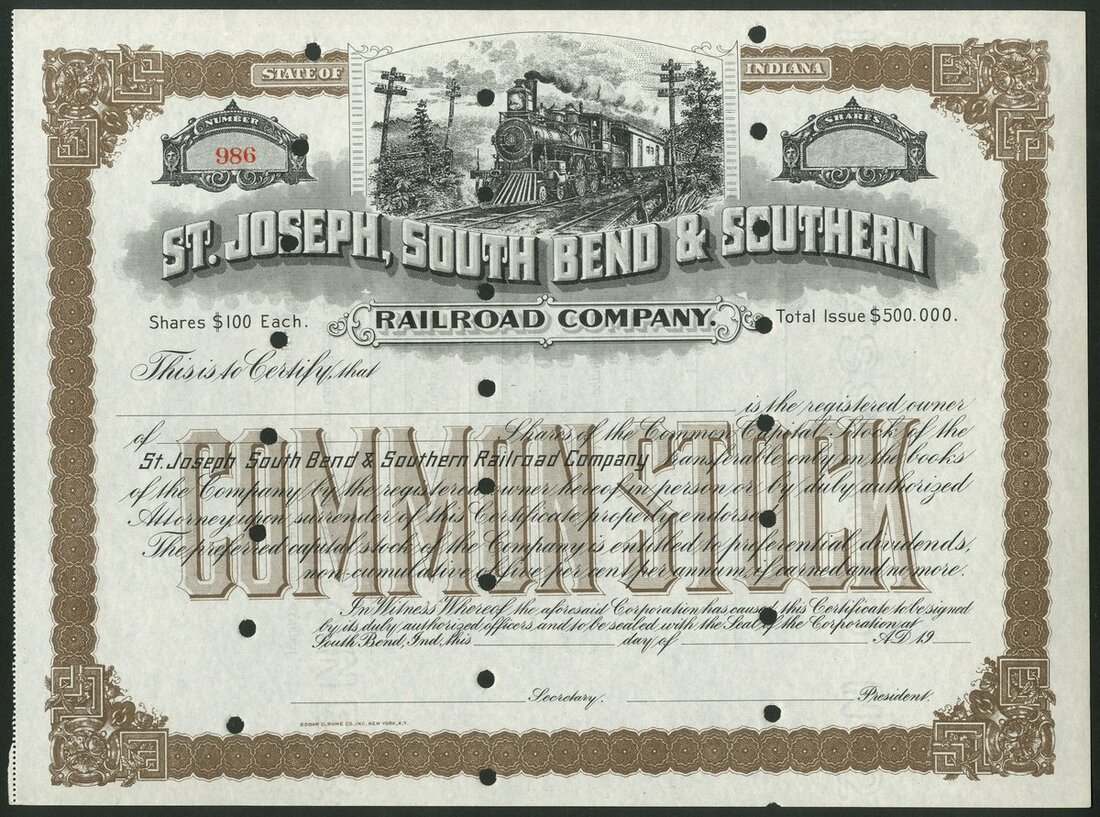 STATE OF INDIANA
NUMBER
986
SHARES
ST. JOSEPH, SOUTH BEND & SOUTHERN
RAILROAD COMPANY.
Shares $100 Each.
Total Issue $500.000.
This is to Certify, that
is the registered owner
of Shares of the Common Capital Stock of the
St. Joseph South Bend & Southern Railroad Company transferable only on the books
of the Company by the registered owner hereof in person or by duly authorized
Attorney upon surrender of this Certificate properly endorsed
The preferred capital stock of the Company is entitled to preferential dividends,
non-cumulative of five per cent per annum, if earned and no more.
COMMON STOCK
In Witness Whereof, the aforesaid Corporation has caused this Certificate to be signed
by its duly authorized officers, and to be sealed with the Seal of the Corporation at
South Bend, Ind, this day of A.D. 19
Secretary. President.
EDGAR C. RUWE CO., INC. NEW YORK, N.Y.